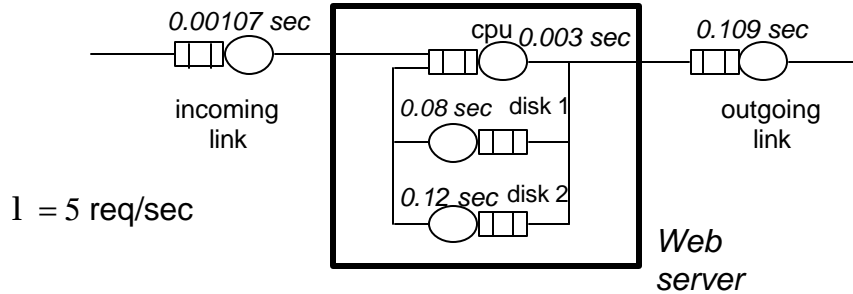 0.00107 sec
cpu
0.003 sec
0.109 sec
incoming
link
0.08 sec
disk 1
outgoing
link
0.12 sec
disk 2
l = 5 req/sec
Web
server